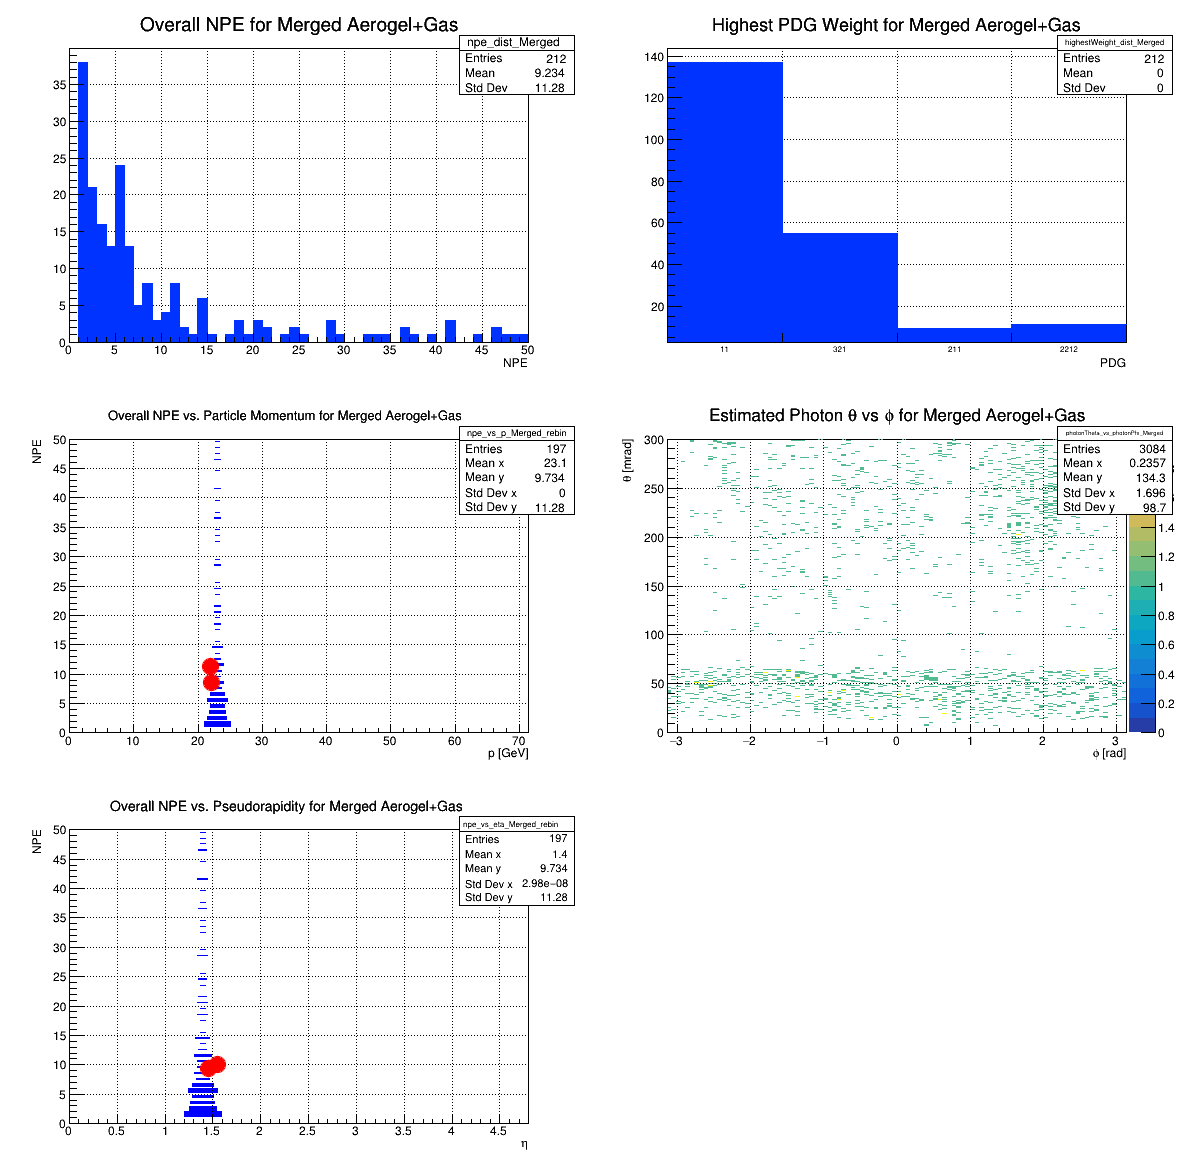 Overall NPE for Merged Aerogel+Gas
npe_dist_Merged
Entries 212
Mean 9.234
Std Dev 11.28
35
30
25
20
15
10
5
0
0 5 10 15 20 25 30 35 40 45 50
NPE
Highest PDG Weight for Merged Aerogel+Gas
highestWeight_dist_Merged
Entries 212
Mean 0
Std Dev 0
140
120
100
80
60
40
20
11 321 211 2212
PDG
Overall NPE vs. Particle Momentum for Merged Aerogel+Gas
npe_vs_p_Merged_rebin
Entries 197
Mean x 23.1
Mean y 9.734
Std Dev x 0
Std Dev y 11.28
NPE
50
45
40
35
30
25
20
15
10
5
0
0 10 20 30 40 50 60 70
p [GeV]
Estimated Photon θ vs ϕ for Merged Aerogel+Gas
photonTheta_vs_photonPhi_Merged
Entries 3084
Mean x 0.2357
Mean y 134.3
Std Dev x 1.696
Std Dev y 98.7
θ [mrad]
300
250
200
150
100
50
0
−3 −2 −1 0 1 2 3
ϕ [rad]
1.4
1.2
1
0.8
0.6
0.4
0.2
0
Overall NPE vs. Pseudorapidity for Merged Aerogel+Gas
npe_vs_eta_Merged_rebin
Entries 197
Mean x 1.4
Mean y 9.734
Std Dev x 2.98e−08
Std Dev y 11.28
NPE
50
45
40
35
30
25
20
15
10
5
0
0 0.5 1 1.5 2 2.5 3 3.5 4 4.5
η